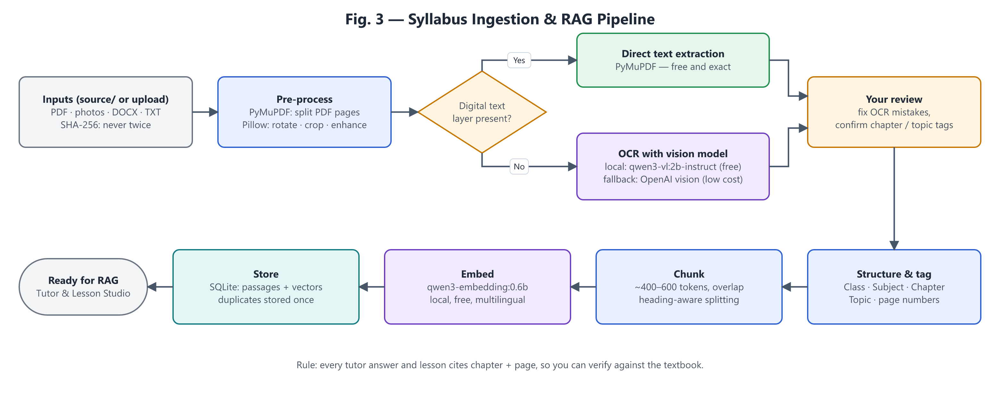 Fig. 3 — Syllabus Ingestion & RAG Pipeline
Inputs (source/ or upload)
PDF · photos · DOCX · TXT
SHA-256: never twice
Pre-process
PyMuPDF: split PDF pages
Pillow: rotate · crop · enhance
Digital text
layer present?
Yes
Direct text extraction
PyMuPDF — free and exact
No
OCR with vision model
local: qwen3-vl:2b-instruct (free)
fallback: OpenAI vision (low cost)
Your review
fix OCR mistakes,
confirm chapter / topic tags
Structure & tag
Class · Subject · Chapter
Topic · page numbers
Chunk
~400–600 tokens, overlap
heading-aware splitting
Embed
qwen3-embedding:0.6b
local, free, multilingual
Store
SQLite: passages + vectors
duplicates stored once
Ready for RAG
Tutor & Lesson Studio
Rule: every tutor answer and lesson cites chapter + page, so you can verify against the textbook.